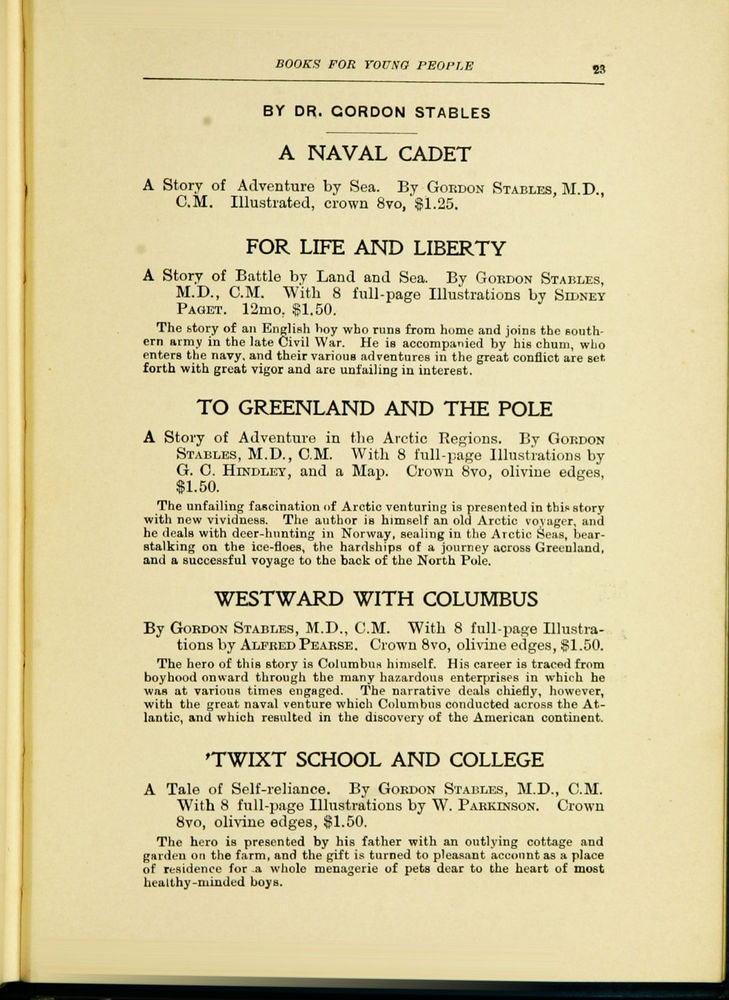 BOOKS FOR YOUNG PEOPLE 23
BY DR. GORDON STABLES
A NAVAL CADET
A Story of Adventure by Sea. By GORDON STABLES, M.D.,
C.M. Illustrated, crown 8vo, $1.25.
FOR LIFE AND LIBERTY
A Story of Battle by Land and Sea. By GORDON STABLES,
M.D., C.M. With 8 full-page Illustrations by SIDNEY
PAGET. 12mo. $1.50.
The story of an English boy who runs from home and joins the south-
ern army in the late Civil War. He is accompanied by his chum, who
enters the navy, and their various adventures in the great conflict are set
forth with great vigor and are unfailing in interest.
TO GREENLAND AND THE POLE
A Story of Adventure in the Arctic Regions. By GORDON
STABLES, M.D., C.M. With 8 full-page Illustrations by
G. C. HINDLEY, and a Map. Crown 8vo, olivine edges,
$1.50.
The unfailing fascination of Arctic venturing is presented in this story
with new vividness. The author is himself an old Arctic voyager, and
he deals with deer-hunting in Norway, sealing in the Arctic Seas, bear-
stalking on the ice-floes, the hardships of a journey across Greenland,
and a successful voyage to the back of the North Pole.
WESTWARD WITH COLUMBUS
By GORDON STABLES, M.D., C.M. With 8 full-page Illustra-
tions by ALFRED PEARSE. Crown 8vo, olivine edges, $1.50.
The hero of this story is Columbus himself. His career is traced from
boyhood onward through the many hazardous enterprises in which he
was at various times engaged. The narrative deals chiefly, however,
with the great naval venture which Columbus conducted across the At-
lantic, and which resulted in the discovery of the American continent.
'TWIXT SCHOOL AND COLLEGE
A Tale of Self-reliance. By GORDON STABLES, M.D., C.M.
With 8 full-page Illustrations by W. PARKINSON. Crown
8vo, olivine edges, $1.50.
The hero is presented by his father with an outlying cottage and
garden on the farm, and the gift is turned to pleasant account as a place
of residence for a whole menagerie of pets dear to the heart of most
healthy-minded boys.